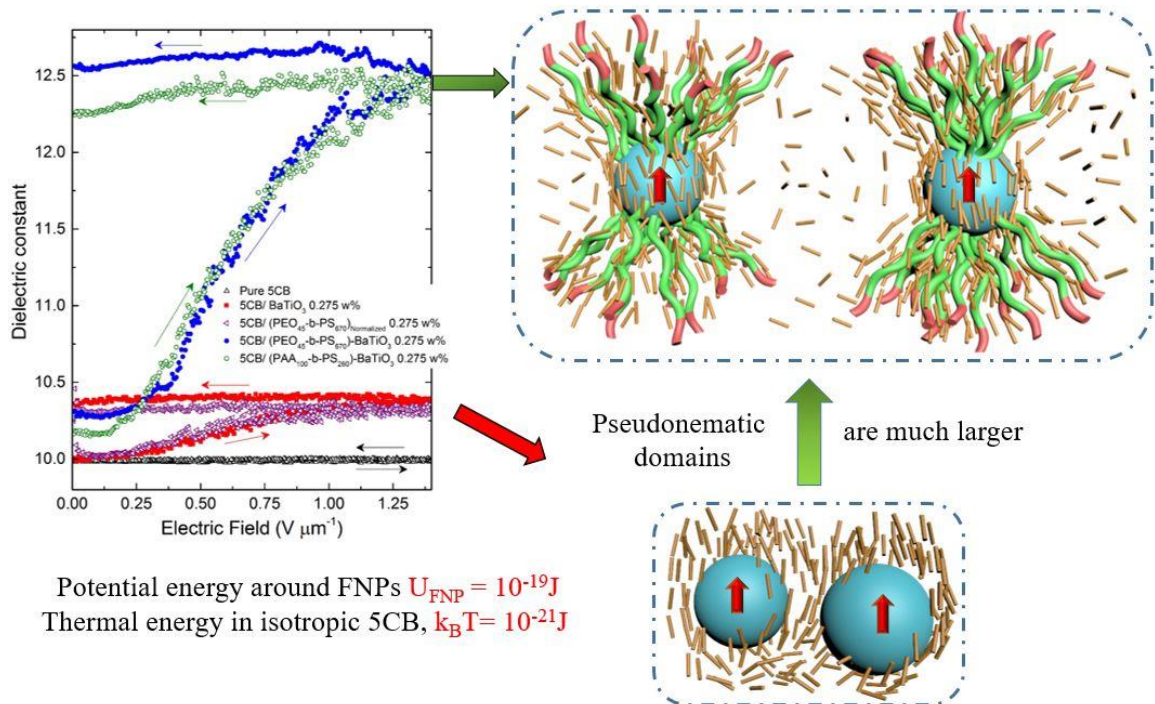 12.5
12.0
11.5
11.0
10.5
10.0
Dielectric constant
Pure 5CB
5CB/ BaTiO₃ 0.275 w%
5CB/ (PEO₄₅-b-PS₆₇₀)Normalized 0.275 w%
5CB/ (PEO₄₅-b-PS₆₇₀)-BaTiO₃ 0.275 w%
5CB/ (PAA₁₀₀-b-PS₂₆₀)-BaTiO₃ 0.275 w%
0.00 0.25 0.50 0.75 1.00 1.25
Electric Field (V μm⁻¹)
Pseudonematic
domains
are much larger
Potential energy around FNPs U_FNP = 10⁻¹⁹J
Thermal energy in isotropic 5CB, k_BT= 10⁻²¹J